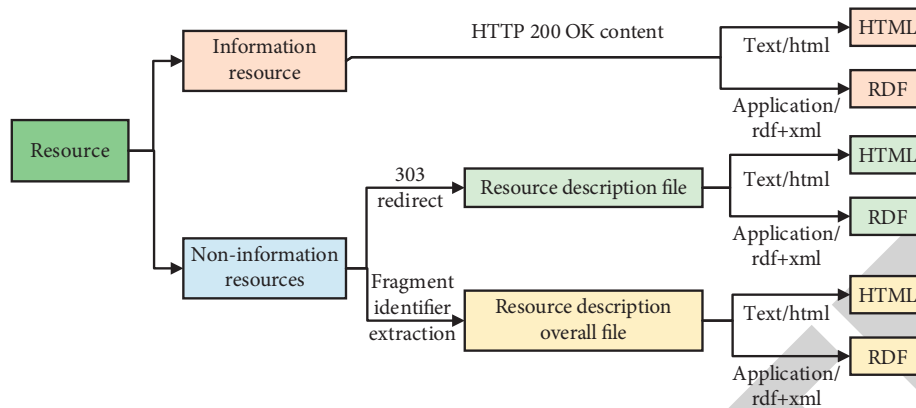 Resource
Information
resource
HTTP 200 OK content
Text/html
HTML
Application/
rdf+xml
RDF
Non-information
resources
303
redirect
Resource description file
Text/html
HTML
Application/
rdf+xml
RDF
Fragment
identifier
extraction
Resource description
overall file
Text/html
HTML
Application/
rdf+xml
RDF